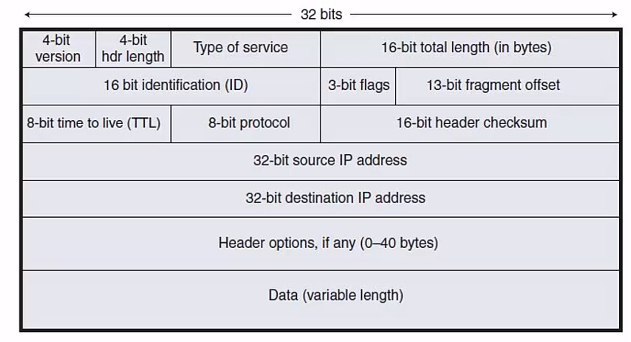 32 bits
4-bit
version
4-bit
hdr length
Type of service
16-bit total length (in bytes)
16 bit identification (ID)
3-bit flags
13-bit fragment offset
8-bit time to live (TTL)
8-bit protocol
16-bit header checksum
32-bit source IP address
32-bit destination IP address
Header options, if any (0–40 bytes)
Data (variable length)